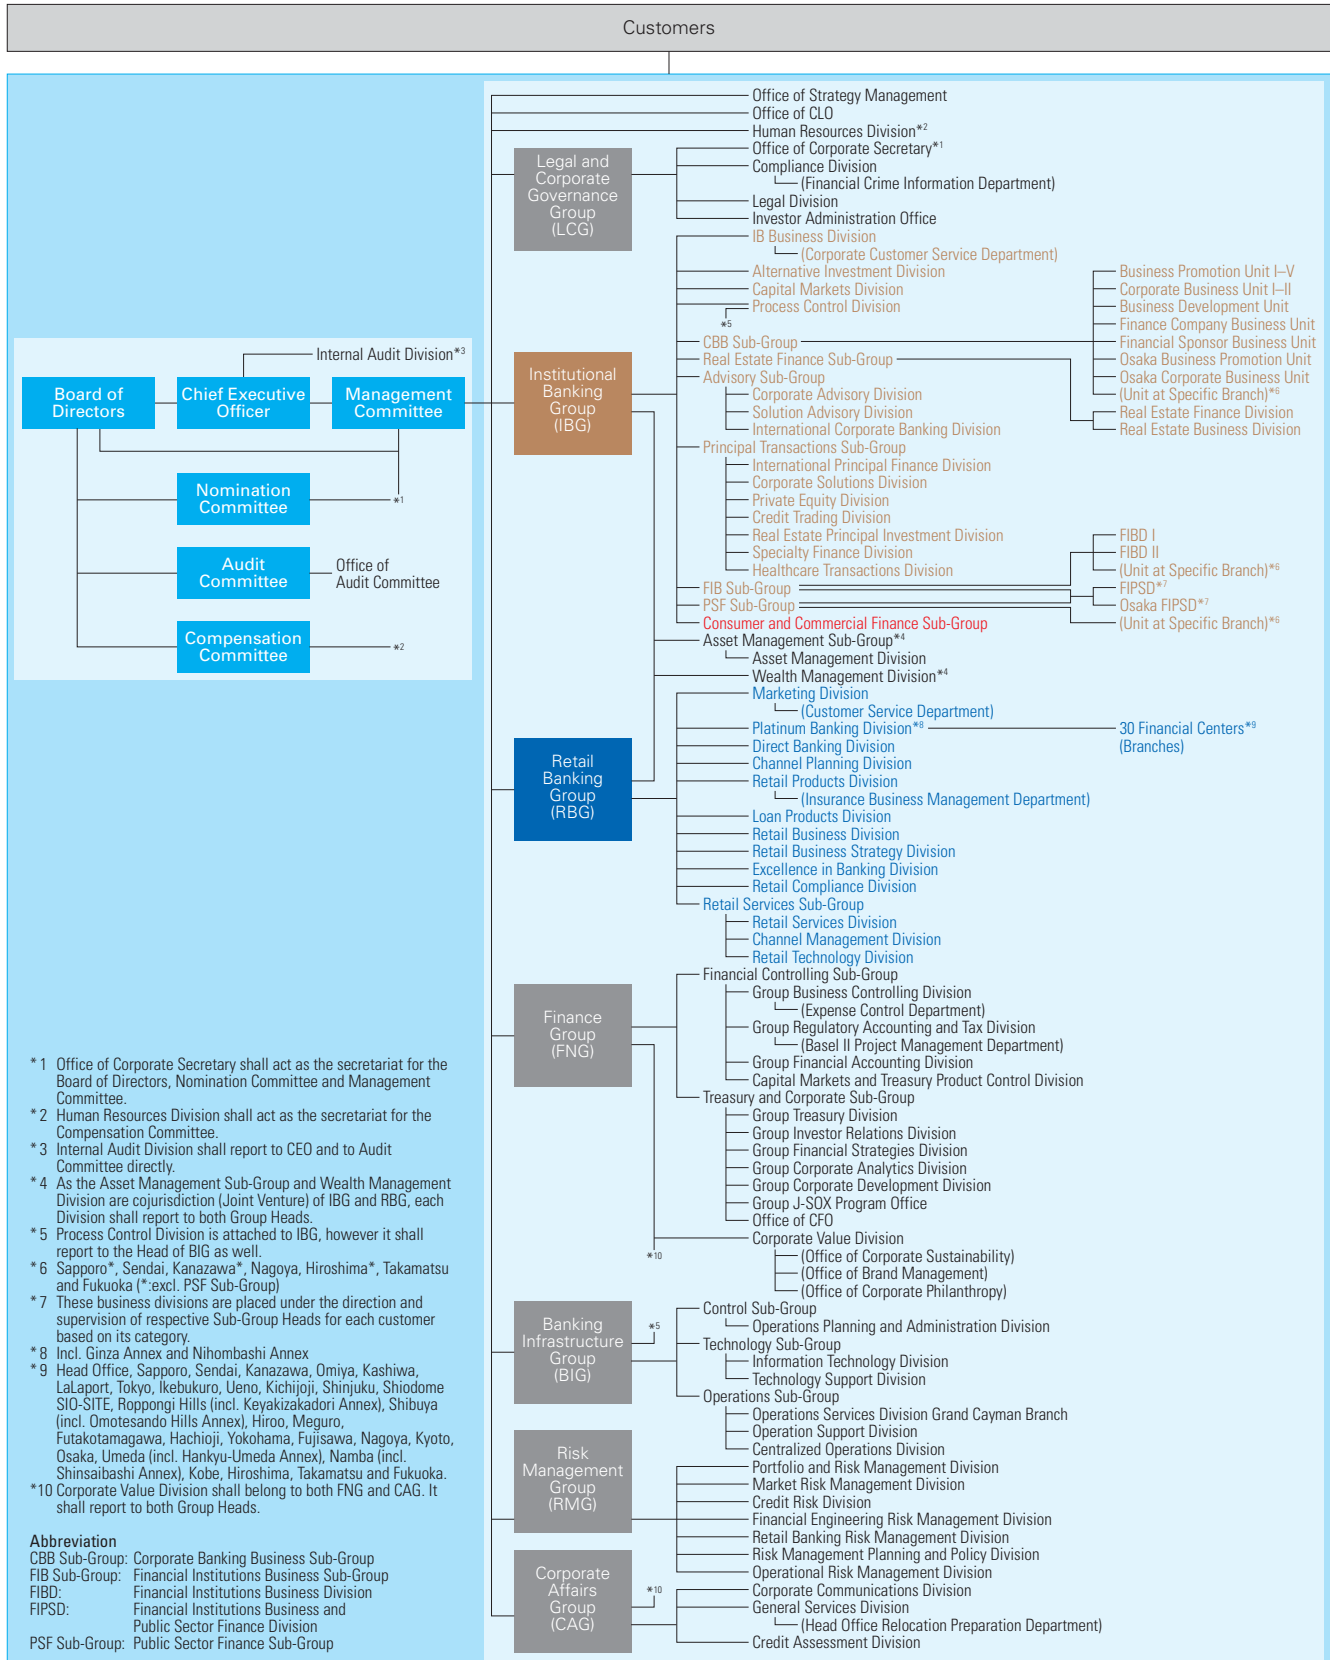 Customers
Office of Strategy Management
Office of CLO
Human Resources Division*2
Legal and
Corporate
Governance
Group
(LCG)
Office of Corporate Secretary*1
Compliance Division
(Financial Crime Information Department)
Legal Division
Investor Administration Office
Institutional
Banking
Group
(IBG)
IB Business Division
(Corporate Customer Service Department)
Alternative Investment Division
Capital Markets Division
Process Control Division
*5
CBB Sub-Group
Business Promotion Unit I–V
Corporate Business Unit I–II
Business Development Unit
Finance Company Business Unit
Financial Sponsor Business Unit
Osaka Business Promotion Unit
Osaka Corporate Business Unit
(Unit at Specific Branch)*6
Real Estate Finance Sub-Group
Real Estate Finance Division
Real Estate Business Division
Advisory Sub-Group
Corporate Advisory Division
Solution Advisory Division
International Corporate Banking Division
Principal Transactions Sub-Group
International Principal Finance Division
Corporate Solutions Division
Private Equity Division
Credit Trading Division
Real Estate Principal Investment Division
Specialty Finance Division
Healthcare Transactions Division
FIB Sub-Group
PSF Sub-Group
FIBD I
FIBD II
(Unit at Specific Branch)*6
FIPSD*7
Osaka FIPSD*7
(Unit at Specific Branch)*6
Consumer and Commercial Finance Sub-Group
Asset Management Sub-Group*4
Asset Management Division
Wealth Management Division*4
Internal Audit Division*3
Board of
Directors
Chief Executive
Officer
Management
Committee
Nomination
Committee
*1
Audit
Committee
Office of
Audit Committee
Compensation
Committee
*2
Retail
Banking
Group
(RBG)
Marketing Division
(Customer Service Department)
Platinum Banking Division*8
30 Financial Centers*9
(Branches)
Direct Banking Division
Channel Planning Division
Retail Products Division
(Insurance Business Management Department)
Loan Products Division
Retail Business Division
Retail Business Strategy Division
Excellence in Banking Division
Retail Compliance Division
Retail Services Sub-Group
Retail Services Division
Channel Management Division
Retail Technology Division
Finance
Group
(FNG)
Financial Controlling Sub-Group
Group Business Controlling Division
(Expense Control Department)
Group Regulatory Accounting and Tax Division
(Basel II Project Management Department)
Group Financial Accounting Division
Capital Markets and Treasury Product Control Division
Treasury and Corporate Sub-Group
Group Treasury Division
Group Investor Relations Division
Group Financial Strategies Division
Group Corporate Analytics Division
Group Corporate Development Division
Group J-SOX Program Office
Office of CFO
Corporate Value Division
*10
(Office of Corporate Sustainability)
(Office of Brand Management)
(Office of Corporate Philanthropy)
Banking
Infrastructure
Group
(BIG)
*5
Control Sub-Group
Operations Planning and Administration Division
Technology Sub-Group
Information Technology Division
Technology Support Division
Operations Sub-Group
Operations Services Division Grand Cayman Branch
Operation Support Division
Centralized Operations Division
Risk
Management
Group
(RMG)
Portfolio and Risk Management Division
Market Risk Management Division
Credit Risk Division
Financial Engineering Risk Management Division
Retail Banking Risk Management Division
Risk Management Planning and Policy Division
Operational Risk Management Division
Corporate
Affairs
Group
(CAG)
*10
Corporate Communications Division
General Services Division
(Head Office Relocation Preparation Department)
Credit Assessment Division
*1 Office of Corporate Secretary shall act as the secretariat for the
Board of Directors, Nomination Committee and Management
Committee.
*2 Human Resources Division shall act as the secretariat for the
Compensation Committee.
*3 Internal Audit Division shall report to CEO and to Audit
Committee directly.
*4 As the Asset Management Sub-Group and Wealth Management
Division are cojurisdiction (Joint Venture) of IBG and RBG, each
Division shall report to both Group Heads.
*5 Process Control Division is attached to IBG, however it shall
report to the Head of BIG as well.
*6 Sapporo*, Sendai, Kanazawa*, Nagoya, Hiroshima*, Takamatsu
and Fukuoka (*:excl. PSF Sub-Group)
*7 These business divisions are placed under the direction and
supervision of respective Sub-Group Heads for each customer
based on its category.
*8 Incl. Ginza Annex and Nihombashi Annex
*9 Head Office, Sapporo, Sendai, Kanazawa, Omiya, Kashiwa,
LaLaport, Tokyo, Ikebukuro, Ueno, Kichijoji, Shinjuku, Shiodome
SIO-SITE, Roppongi Hills (incl. Keyakizakadori Annex), Shibuya
(incl. Omotesando Hills Annex), Hiroo, Meguro,
Futakotamagawa, Hachioji, Yokohama, Fujisawa, Nagoya, Kyoto,
Osaka, Umeda (incl. Hankyu-Umeda Annex), Namba (incl.
Shinsaibashi Annex), Kobe, Hiroshima, Takamatsu and Fukuoka.
*10 Corporate Value Division shall belong to both FNG and CAG. It
shall report to both Group Heads.
Abbreviation
CBB Sub-Group: Corporate Banking Business Sub-Group
FIB Sub-Group: Financial Institutions Business Sub-Group
FIBD: Financial Institutions Business Division
FIPSD: Financial Institutions Business and
Public Sector Finance Division
PSF Sub-Group: Public Sector Finance Sub-Group